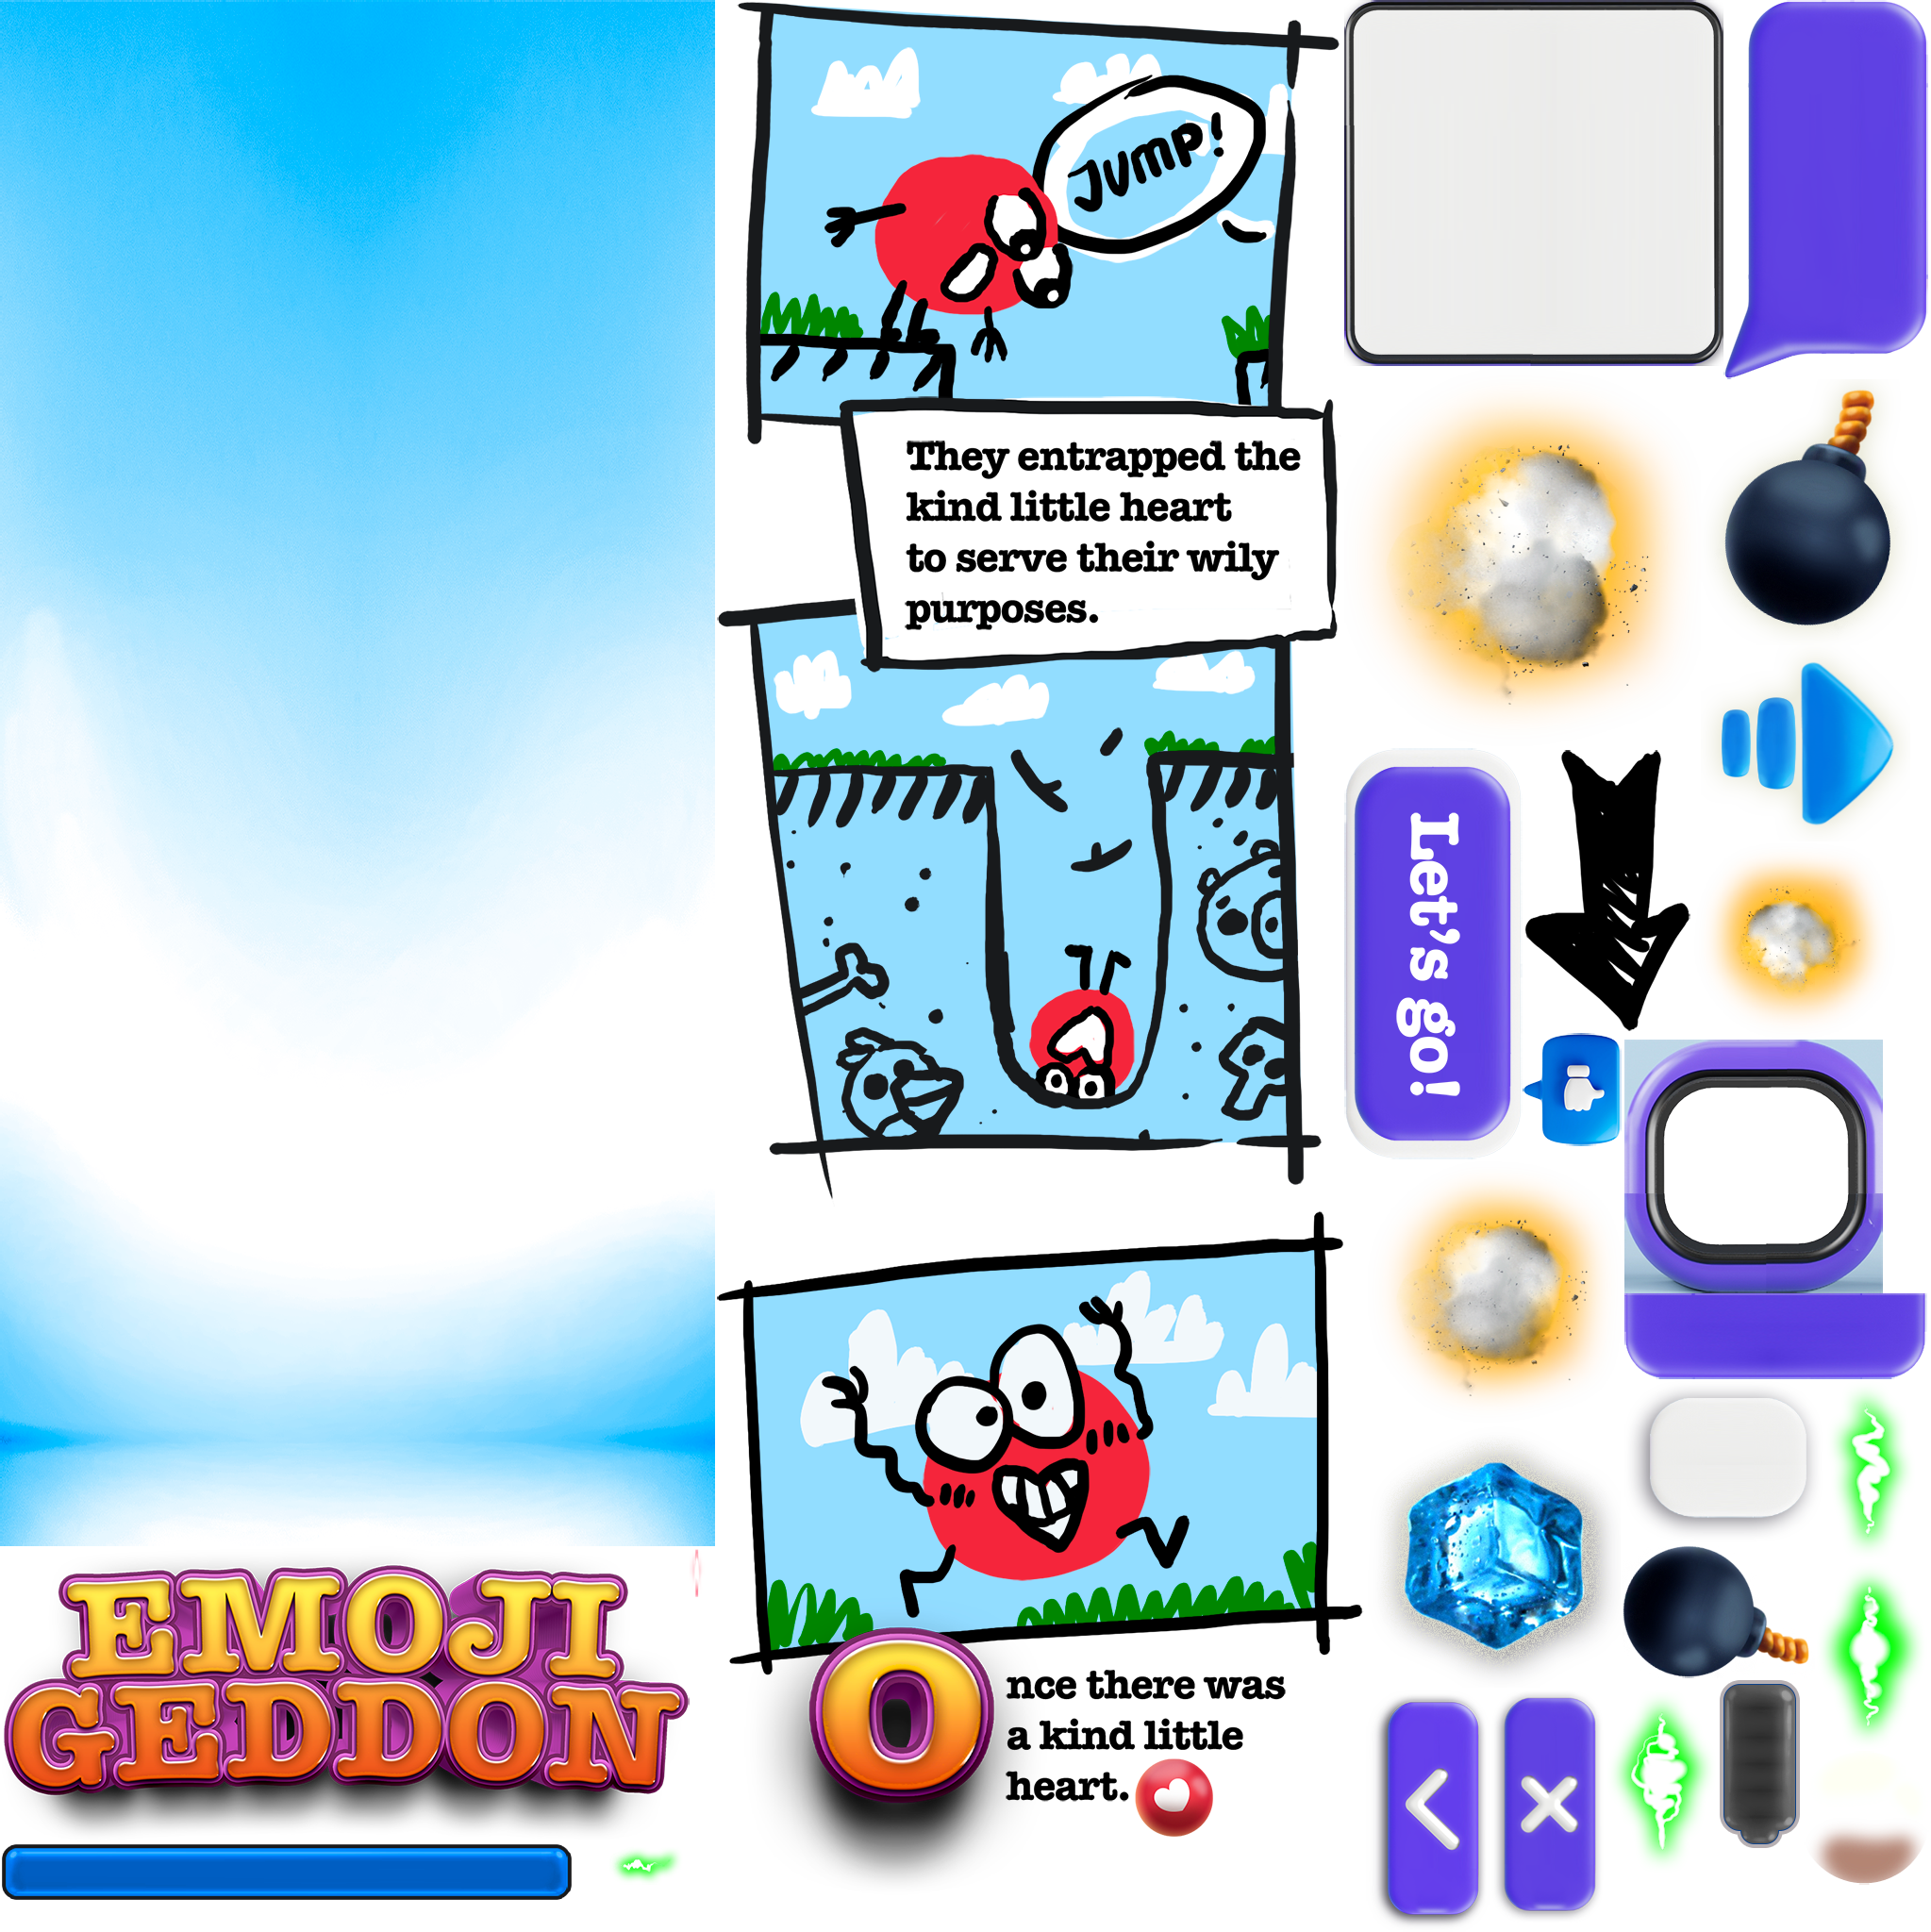 JUMP!
They entrapped the
kind little heart
to serve their wily
purposes.
Let's go!
EMOJI
GEDDON
Once there was
a kind little
heart.